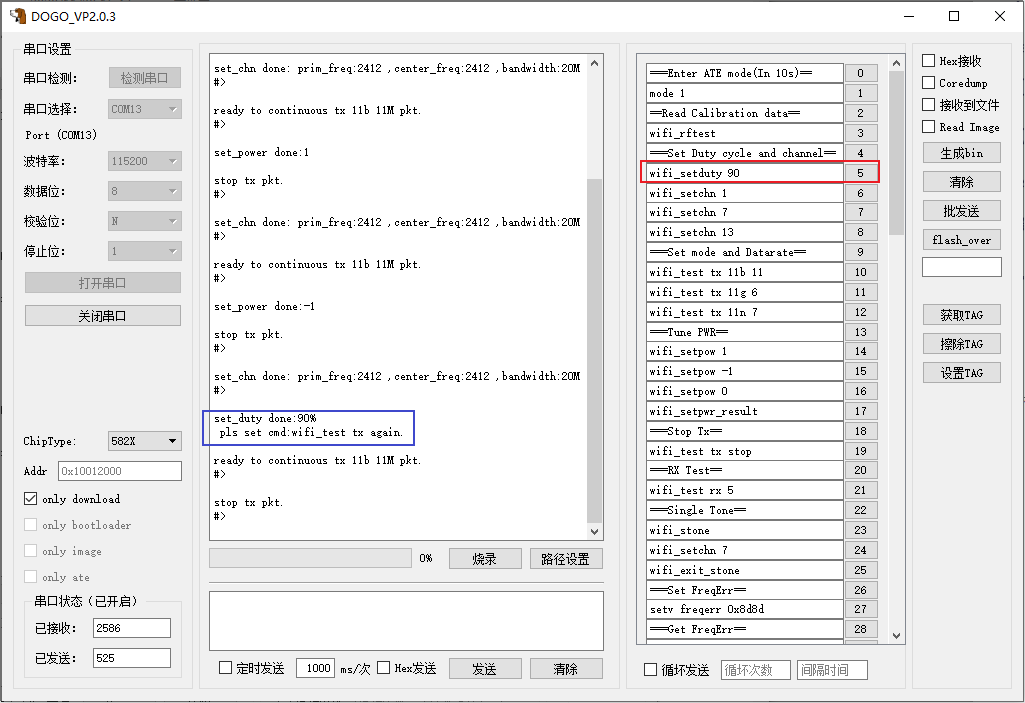 DOGO_VP2.0.3
串口设置
串口检测:
检测串口
串口选择:
COM13
Port (COM13)
波特率:
115200
数据位:
8
校验位:
N
停止位:
1
打开串口
关闭串口
ChipType:
582X
Addr
0x10012000
only download
only bootloader
only image
only ate
串口状态 (已开启)
已接收:
2586
已发送:
525
set_chn done: prim_freq:2412 ,center_freq:2412 ,bandwidth:20M
#>
ready to continuous tx 11b 11M pkt.
#>
set_power done:1
stop tx pkt.
#>
set_chn done: prim_freq:2412 ,center_freq:2412 ,bandwidth:20M
#>
ready to continuous tx 11b 11M pkt.
#>
set_power done:-1
stop tx pkt.
#>
set_chn done: prim_freq:2412 ,center_freq:2412 ,bandwidth:20M
#>
set_duty done:90%
pls set cmd:wifi_test tx again.
ready to continuous tx 11b 11M pkt.
#>
stop tx pkt.
#>
0%
烧录
路径设置
定时发送
1000
ms/次
Hex发送
发送
清除
==Enter ATE mode(In 10s)== 0
mode 1 1
==Read Calibration data== 2
wifi_rftest 3
==Set Duty cycle and channel== 4
wifi_setduty 90 5
wifi_setchn 1 6
wifi_setchn 7 7
wifi_setchn 13 8
==Set mode and Datarate== 9
wifi_test tx 11b 11 10
wifi_test tx 11g 6 11
wifi_test tx 11n 7 12
==Tune PWR== 13
wifi_setpow 1 14
wifi_setpow -1 15
wifi_setpow 0 16
wifi_setpwr_result 17
==Stop Tx== 18
wifi_test tx stop 19
==RX Test== 20
wifi_test rx 5 21
==Single Tone== 22
wifi_stone 23
wifi_setchn 7 24
wifi_exit_stone 25
==Set FreqErr== 26
setv freqerr 0x8d8d 27
==Get FreqErr== 28
循环发送
循环次数
间隔时间
Hex接收
Coredump
接收到文件
Read Image
生成bin
清除
批发送
flash_over
获取TAG
擦除TAG
设置TAG